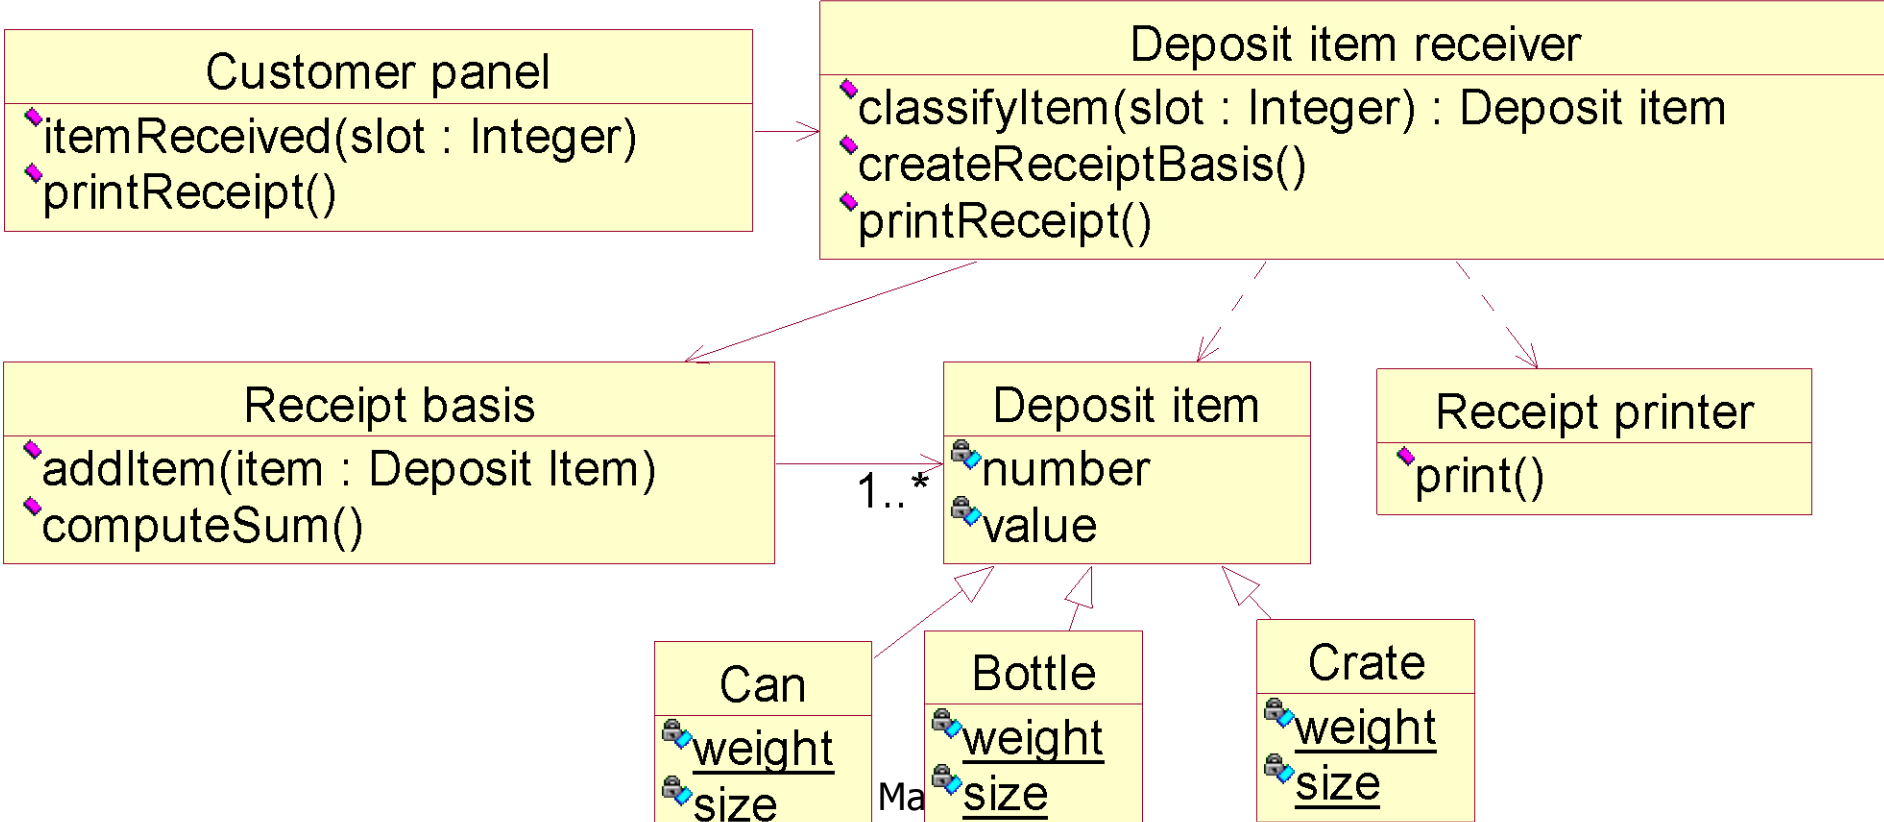 Customer panel
itemReceived(slot : Integer)
printReceipt()
Deposit item receiver
classifyItem(slot : Integer) : Deposit item
createReceiptBasis()
printReceipt()
Receipt basis
addItem(item : Deposit Item)
computeSum()
1..*
Deposit item
number
value
Receipt printer
print()
Can
weight
size
Bottle
weight
size
Crate
weight
size